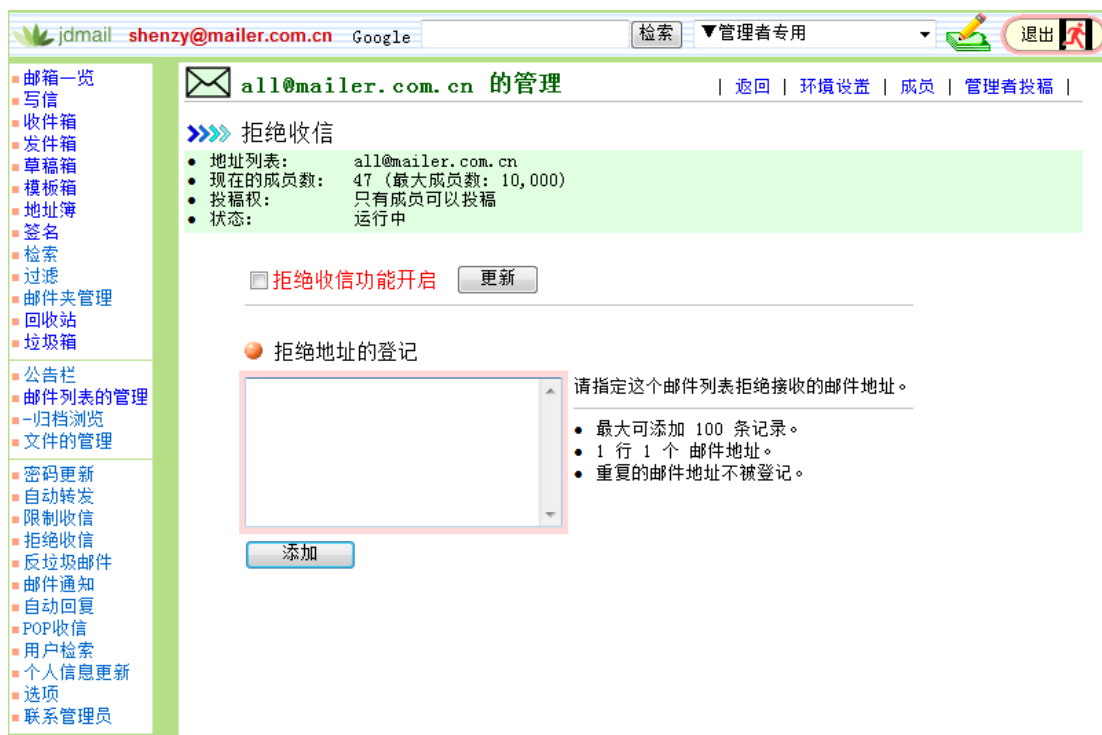 jdmail shenzy@mailer.com.cn Google 检索 ▼管理者专用 退出
邮箱一览
写信
收件箱
发件箱
草稿箱
模板箱
地址簿
签名
检索
过滤
邮件夹管理
回收站
垃圾箱
公告栏
邮件列表的管理
-归档浏览
文件的管理
密码更新
自动转发
限制收信
拒绝收信
反垃圾邮件
邮件通知
自动回复
POP收信
用户检索
个人信息更新
选项
联系管理员
all@mailer.com.cn 的管理 | 返回 | 环境设置 | 成员 | 管理者投稿 |
拒绝收信
地址列表: all@mailer.com.cn
现在的成员数: 47 (最大成员数: 10,000)
投稿权: 只有成员可以投稿
状态: 运行中
拒绝收信功能开启 更新
拒绝地址的登记
请指定这个邮件列表拒绝接收的邮件地址。
最大可添加 100 条记录。
1 行 1 个 邮件地址。
重复的邮件地址不被登记。
添加